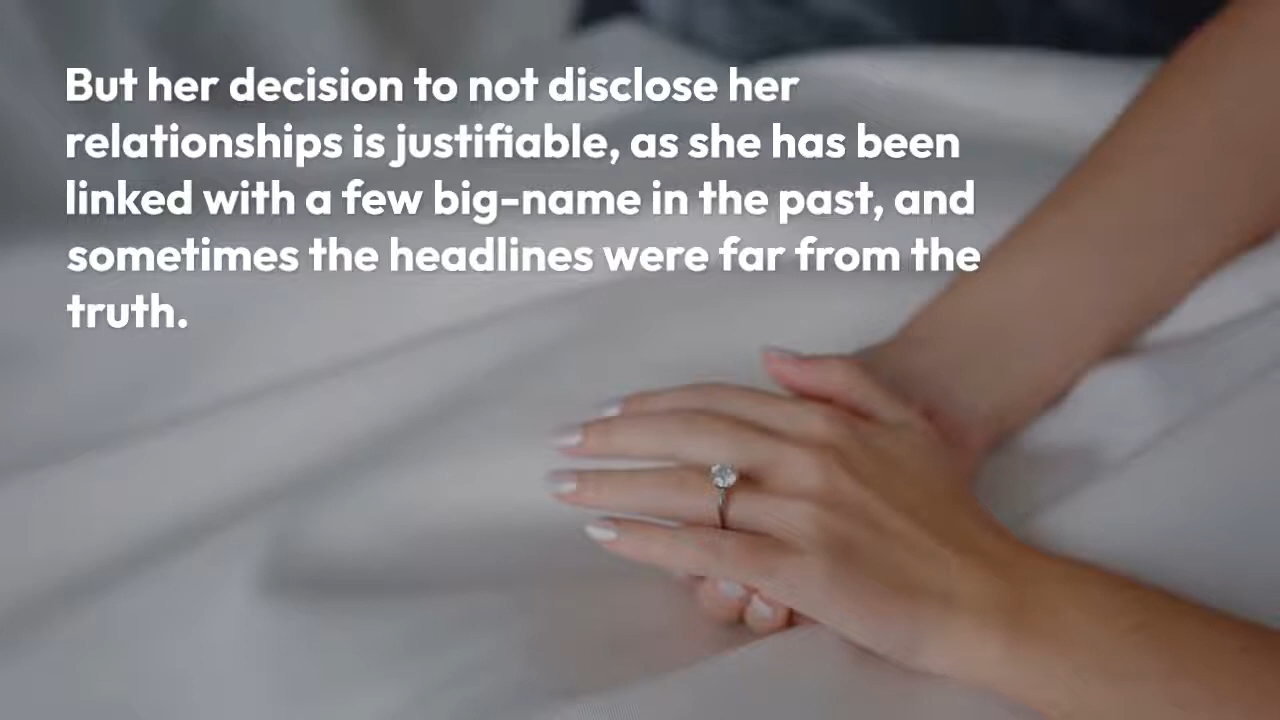 But her decision to not disclose her
relationships is justifiable, as she has been
linked with a few big-name in the past, and
sometimes the headlines were far from the
truth.